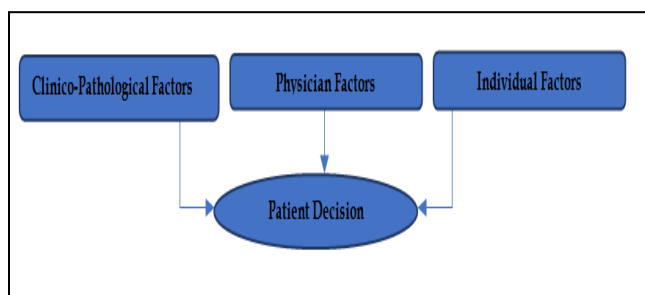 Clinico-Pathological Factors
Physician Factors
Individual Factors
Patient Decision